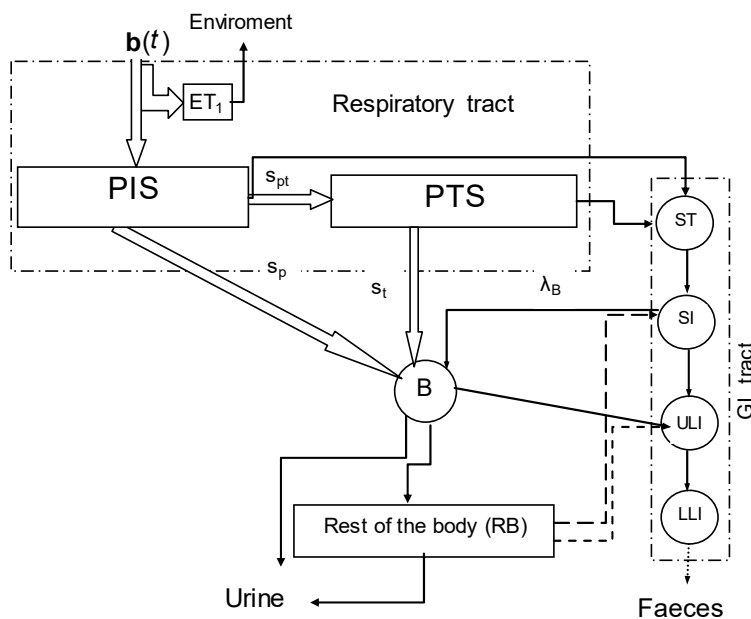 Enviroment
b(t)
ET1
Respiratory tract
PIS
spt
PTS
ST
sp
st
λB
SI
B
ULI
GI tract
Rest of the body (RB)
LLI
Urine
Faeces